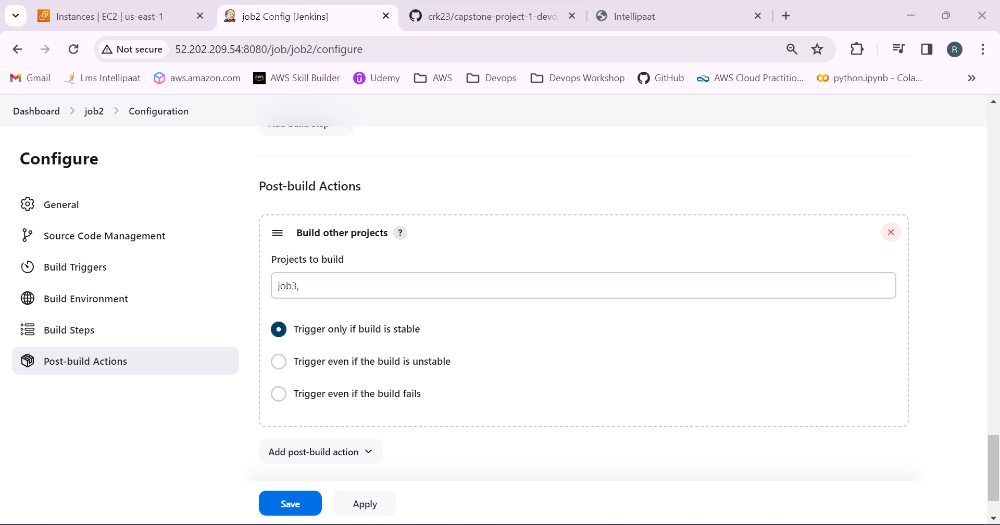 Instances | EC2 | us-east-1
job2 Config [Jenkins]
crk23/capstone-project-1-devo
Intellipaat
Not secure
52.202.209.54:8080/job/job2/configure
R
Gmail
Lms Intellipaat
aws.amazon.com
aws
AWS Skill Builder
Udemy
AWS
Devops
Devops Workshop
GitHub
AWS Cloud Practitio...
python.ipynb - Cola...
Dashboard
job2
Configuration
Add build step
Configure
General
Source Code Management
Build Triggers
Build Environment
Build Steps
Post-build Actions
Post-build Actions
Build other projects ?
Projects to build
job3,
Trigger only if build is stable
Trigger even if the build is unstable
Trigger even if the build fails
Add post-build action
Save
Apply